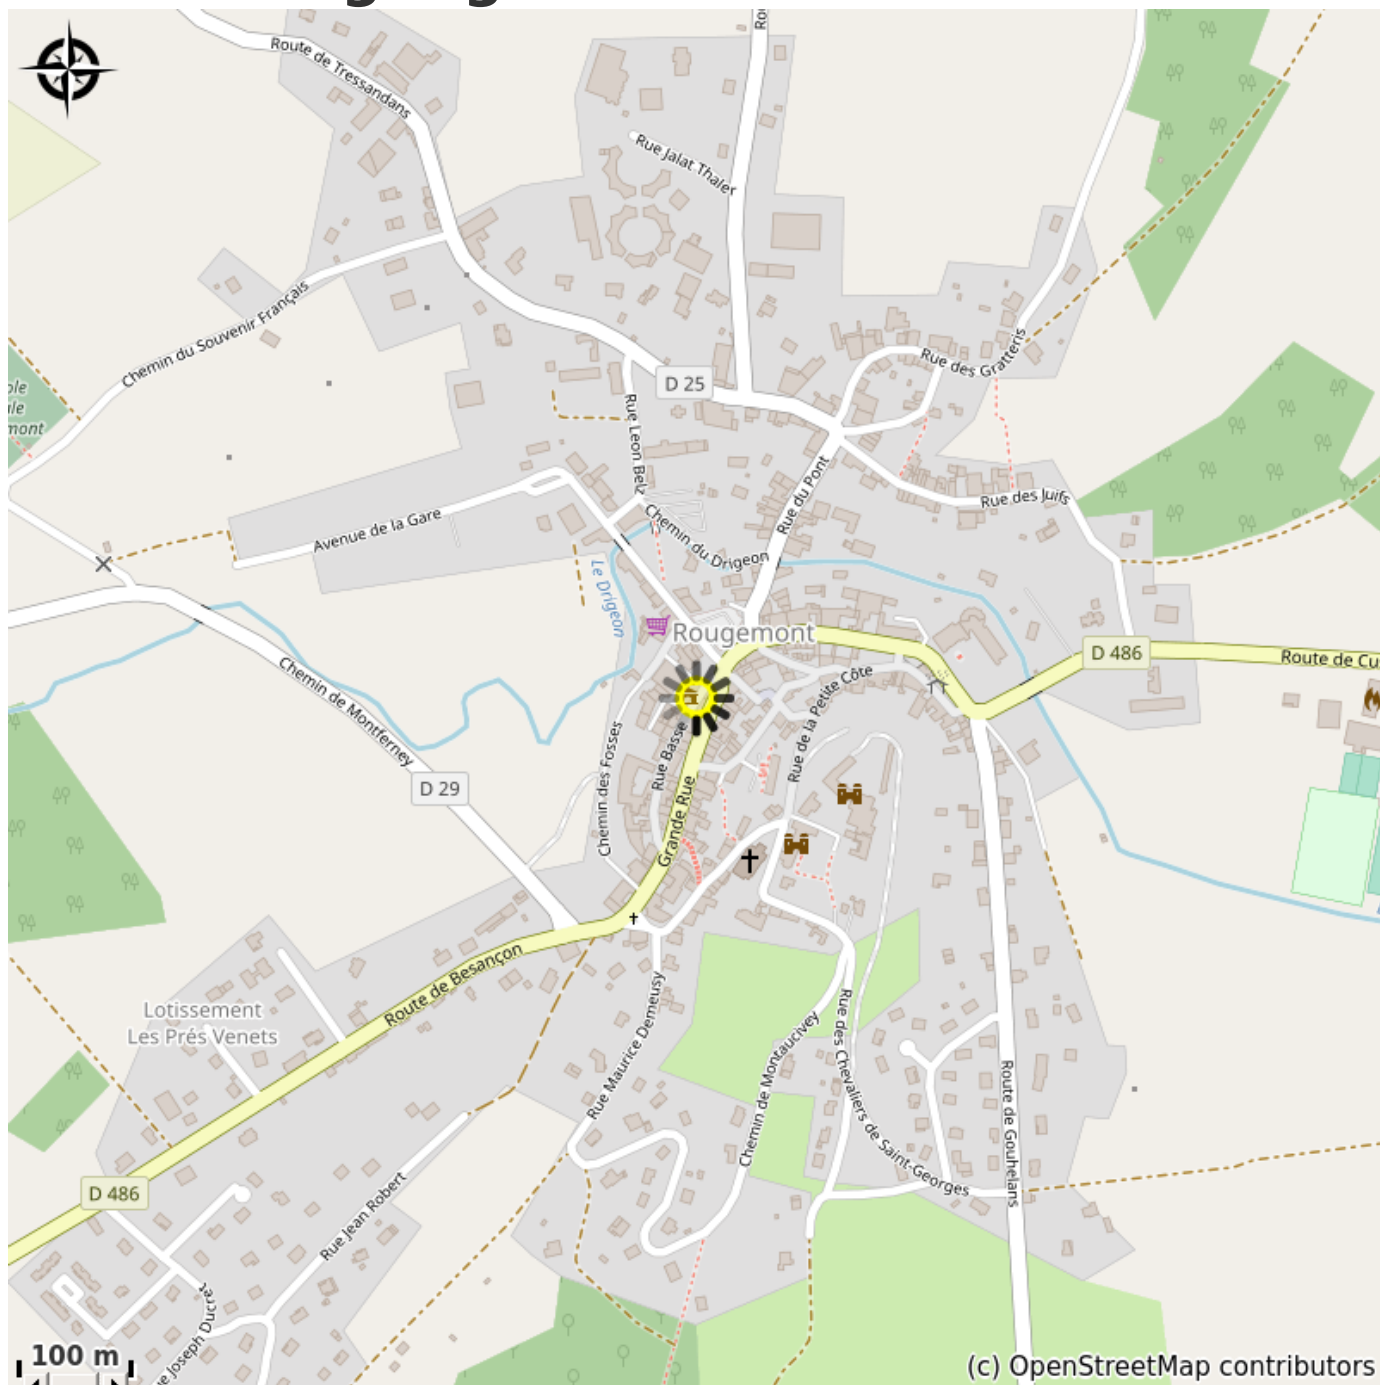 Route de Tressandans
Rue Jalat Thaler
Chemin du Souvenir Français
Rue des Gratteris
D 25
Rue Leon Belz
Rue du Pont
Rue des Juifs
Avenue de la Gare
Chemin du Drigeon
Le Drigeon
Rougemont
D 486
Route de Cu
Chemin de Montferney
Rue de la Petite Côte
Chemin des Fosses
Rue Basse
Grande Rue
D 29
Route de Besançon
Lotissement
Les Prés Venets
Rue Maurice Demeusy
Chemin de Montaucivey
Rue des Chevaliers de Saint-Georges
Route de Gouhelans
D 486
Rue Jean Robert
ue Joseph Ducret
100 m
(c) OpenStreetMap contributors